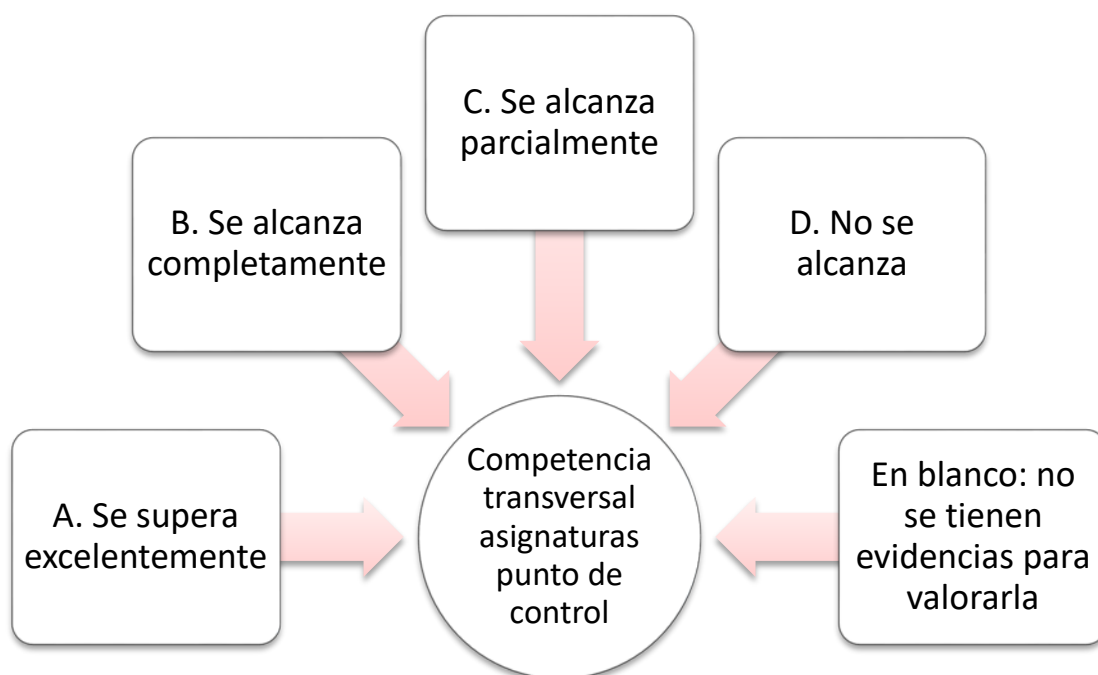 C. Se alcanza
parcialmente
B. Se alcanza
completamente
D. No se
alcanza
A. Se supera
excelentemente
Competencia
transversal
asignaturas
punto de
control
En blanco: no
se tienen
evidencias para
valorarla